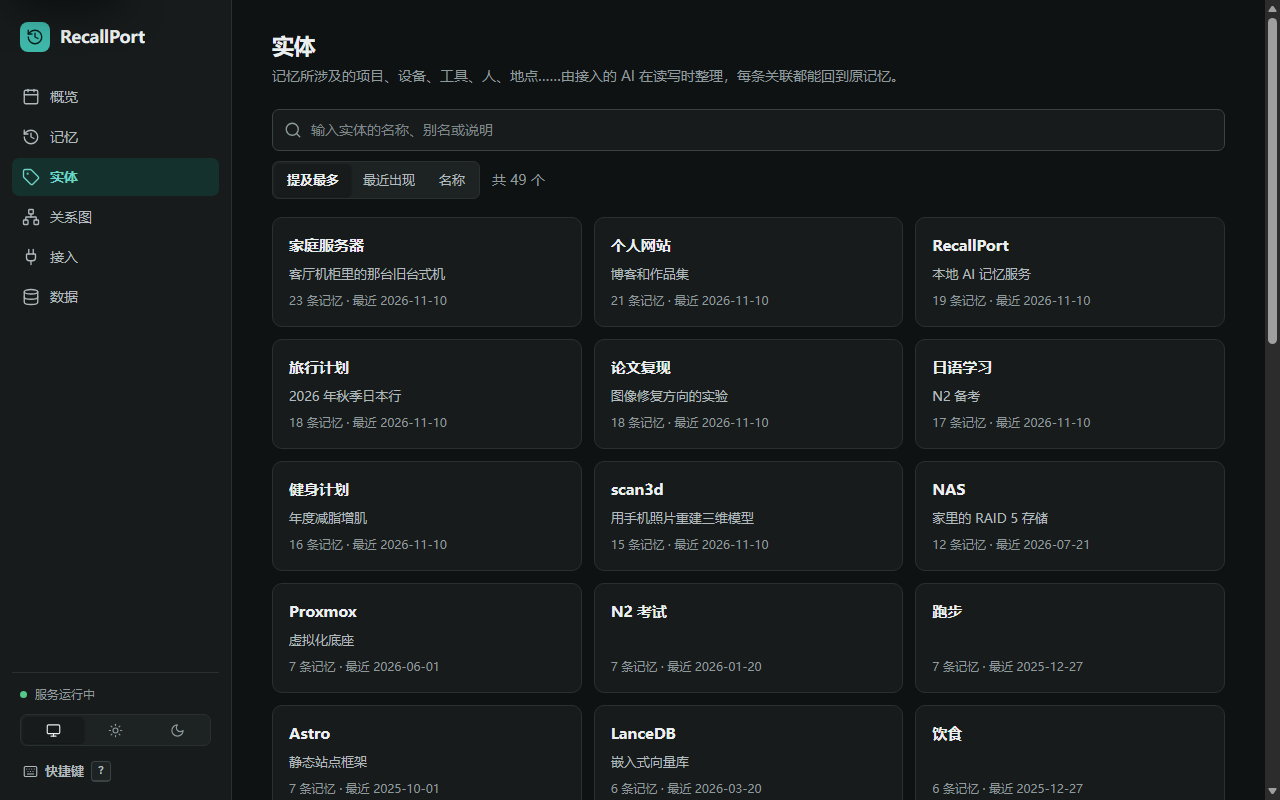 RecallPort
概览
记忆
实体
关系图
接入
数据
服务运行中
快捷键 ?
实体
记忆所涉及的项目、设备、工具、人、地点……由接入的 AI 在读写时整理，每条关联都能回到原记忆。
输入实体的名称、别名或说明
提及最多 最近出现 名称 共 49 个
家庭服务器
客厅机柜里的那台旧台式机
23 条记忆 · 最近 2026-11-10
个人网站
博客和作品集
21 条记忆 · 最近 2026-11-10
RecallPort
本地 AI 记忆服务
19 条记忆 · 最近 2026-11-10
旅行计划
2026 年秋季日本行
18 条记忆 · 最近 2026-11-10
论文复现
图像修复方向的实验
18 条记忆 · 最近 2026-11-10
日语学习
N2 备考
17 条记忆 · 最近 2026-11-10
健身计划
年度减脂增肌
16 条记忆 · 最近 2026-11-10
scan3d
用手机照片重建三维模型
15 条记忆 · 最近 2026-11-10
NAS
家里的 RAID 5 存储
12 条记忆 · 最近 2026-07-21
Proxmox
虚拟化底座
7 条记忆 · 最近 2026-06-01
N2 考试
7 条记忆 · 最近 2026-01-20
跑步
7 条记忆 · 最近 2025-12-27
Astro
静态站点框架
7 条记忆 · 最近 2025-10-01
LanceDB
嵌入式向量库
6 条记忆 · 最近 2026-03-20
饮食
6 条记忆 · 最近 2025-12-27